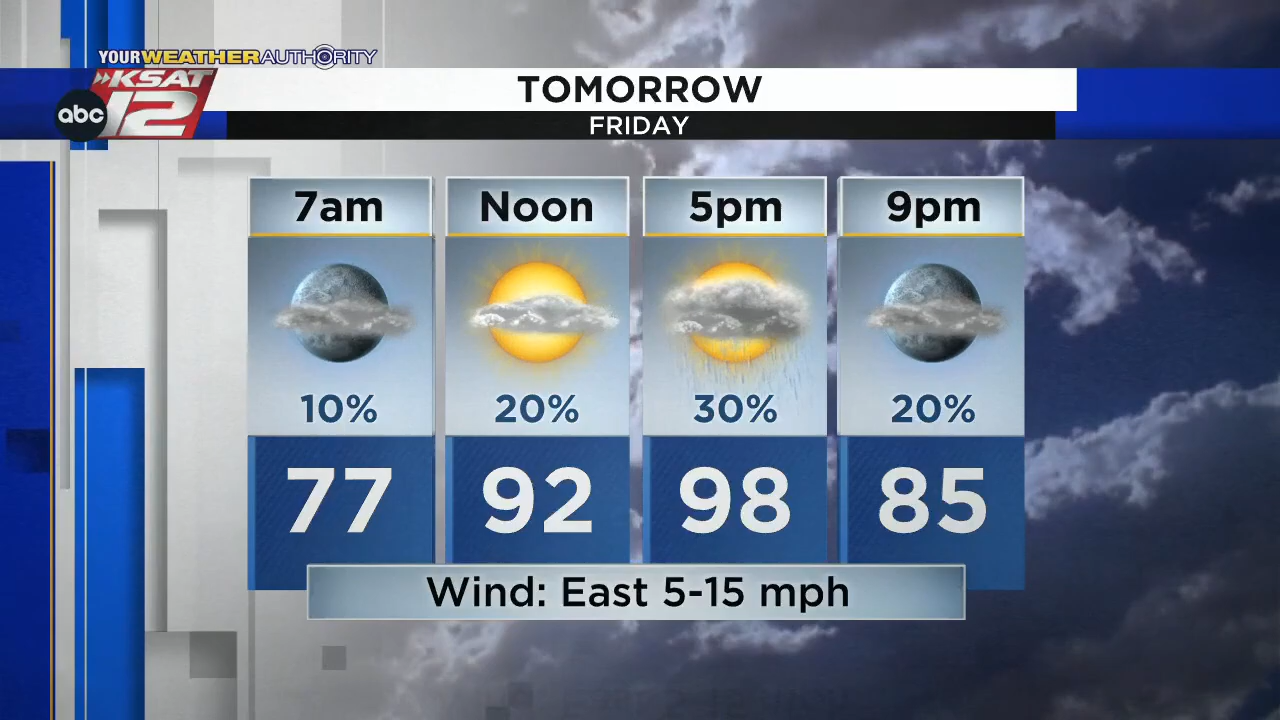 YOURWEATHERAUTHORITY
KSAT
abc 12
TOMORROW
FRIDAY
7am Noon 5pm 9pm
10% 20% 30% 20%
77 92 98 85
Wind: East 5-15 mph